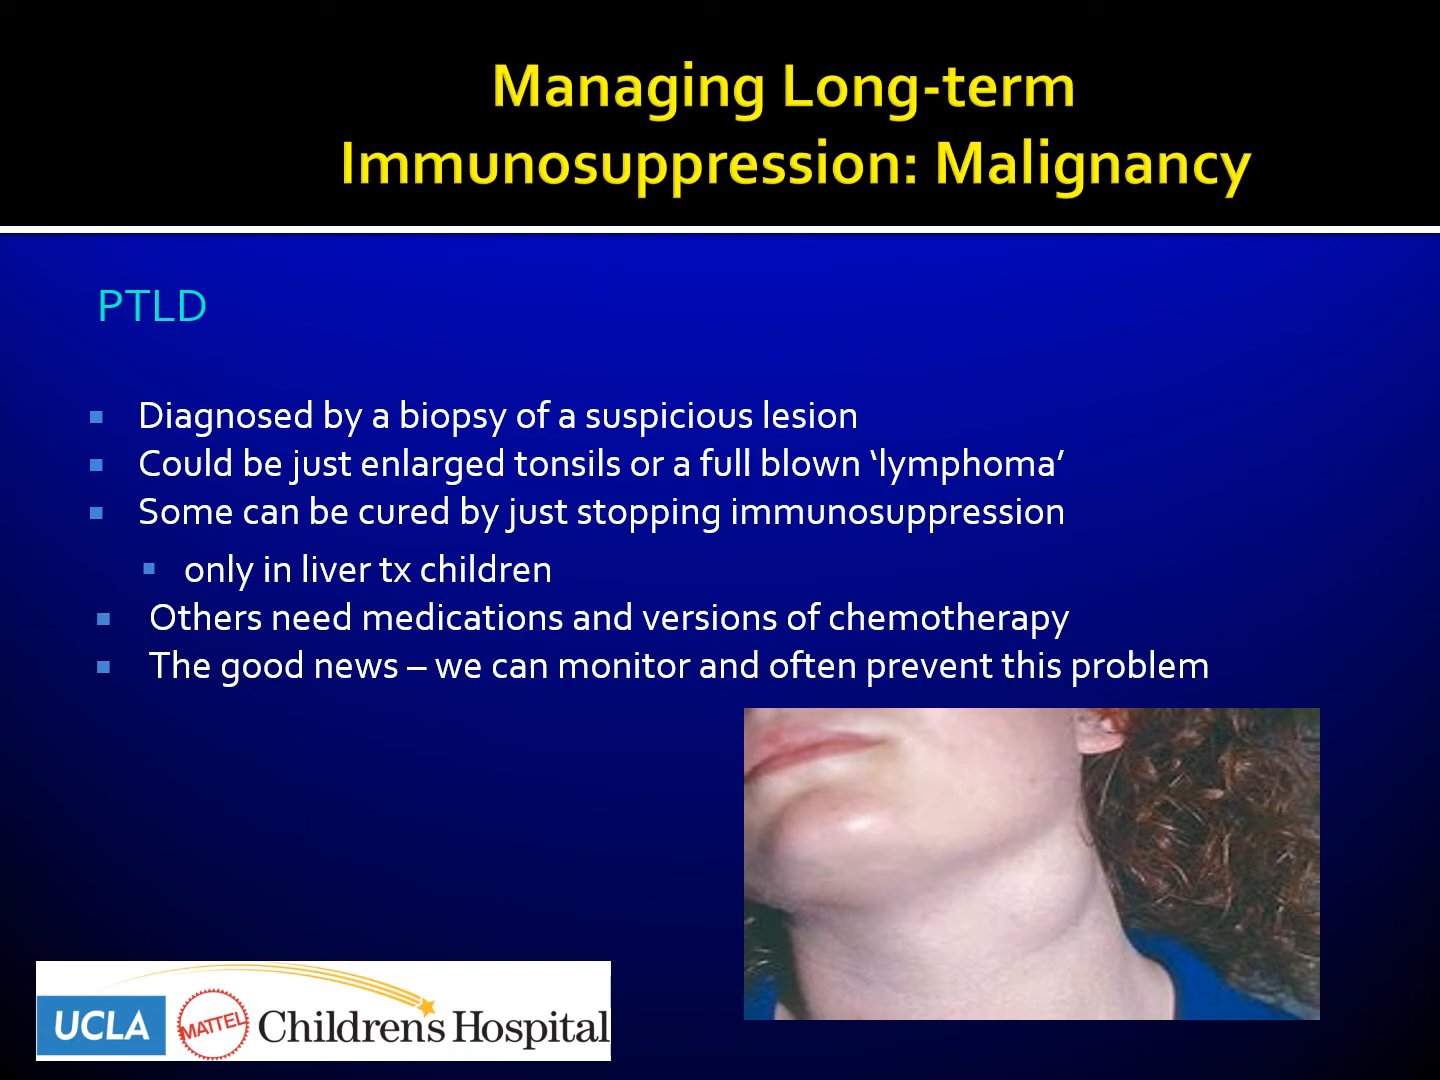 Managing Long-term
Immunosuppression: Malignancy
PTLD
Diagnosed by a biopsy of a suspicious lesion
Could be just enlarged tonsils or a full blown ‘lymphoma’
Some can be cured by just stopping immunosuppression
only in liver tx children
Others need medications and versions of chemotherapy
The good news – we can monitor and often prevent this problem
UCLA MATTEL Children's Hospital